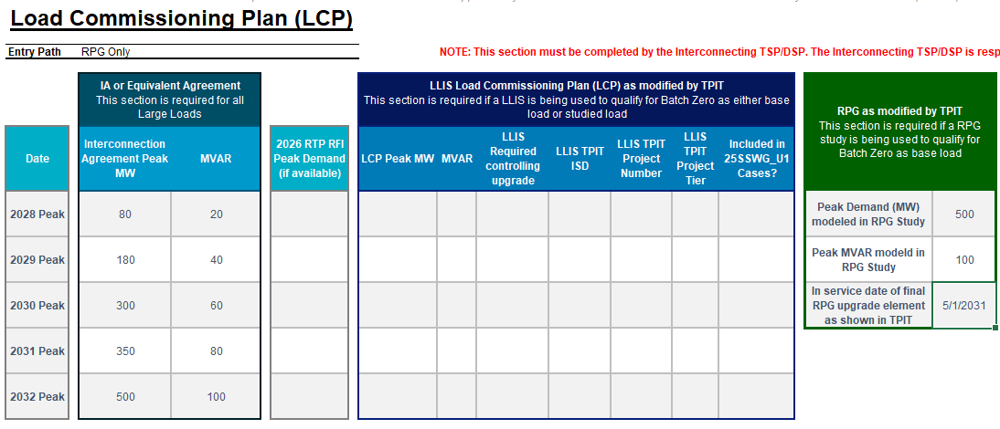 Load Commissioning Plan (LCP)
Entry Path RPG Only
NOTE: This section must be completed by the Interconnecting TSP/DSP. The Interconnecting TSP/DSP is resp
IA or Equivalent Agreement
This section is required for all
Large Loads
LLIS Load Commissioning Plan (LCP) as modified by TPIT
This section is required if a LLIS is being used to qualify for Batch Zero as either base
load or studied load
RPG as modified by TPIT
This section is required if a RPG
study is being used to qualify for
Batch Zero as base load
Date
Interconnection
Agreement Peak
MW
MVAR
2026 RTP RFI
Peak Demand
(if available)
LCP Peak MW
MVAR
LLIS
Required
controlling
upgrade
LLIS TPIT
ISD
LLIS TPIT
Project
Number
LLIS
TPIT
Project
Tier
Included in
25SSWG_U1
Cases?
2028 Peak 80 20
2029 Peak 180 40
2030 Peak 300 60
2031 Peak 350 80
2032 Peak 500 100
Peak Demand (MW)
modeled in RPG Study
500
Peak MVAR modeld in
RPG Study
100
In service date of final
RPG upgrade element
as shown in TPIT
5/1/2031